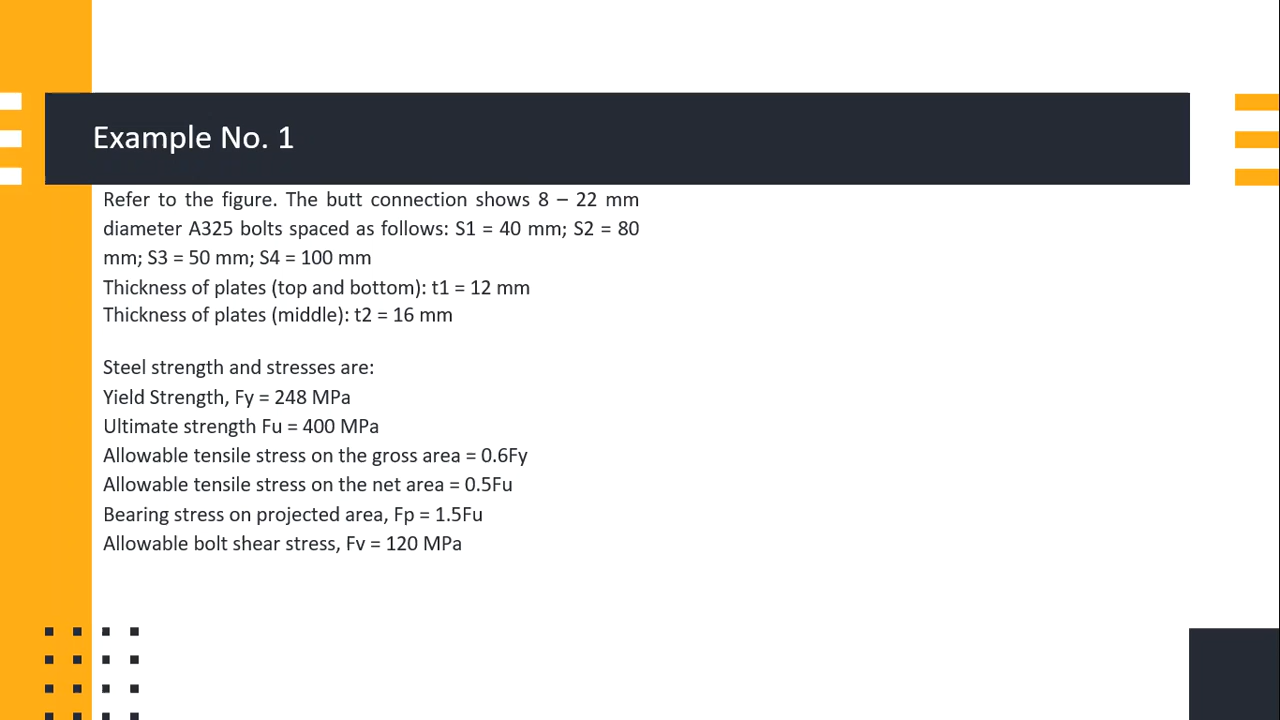 Example No. 1
Refer to the figure. The butt connection shows 8 – 22 mm
diameter A325 bolts spaced as follows: S1 = 40 mm; S2 = 80
mm; S3 = 50 mm; S4 = 100 mm
Thickness of plates (top and bottom): t1 = 12 mm
Thickness of plates (middle): t2 = 16 mm
Steel strength and stresses are:
Yield Strength, Fy = 248 MPa
Ultimate strength Fu = 400 MPa
Allowable tensile stress on the gross area = 0.6Fy
Allowable tensile stress on the net area = 0.5Fu
Bearing stress on projected area, Fp = 1.5Fu
Allowable bolt shear stress, Fv = 120 MPa